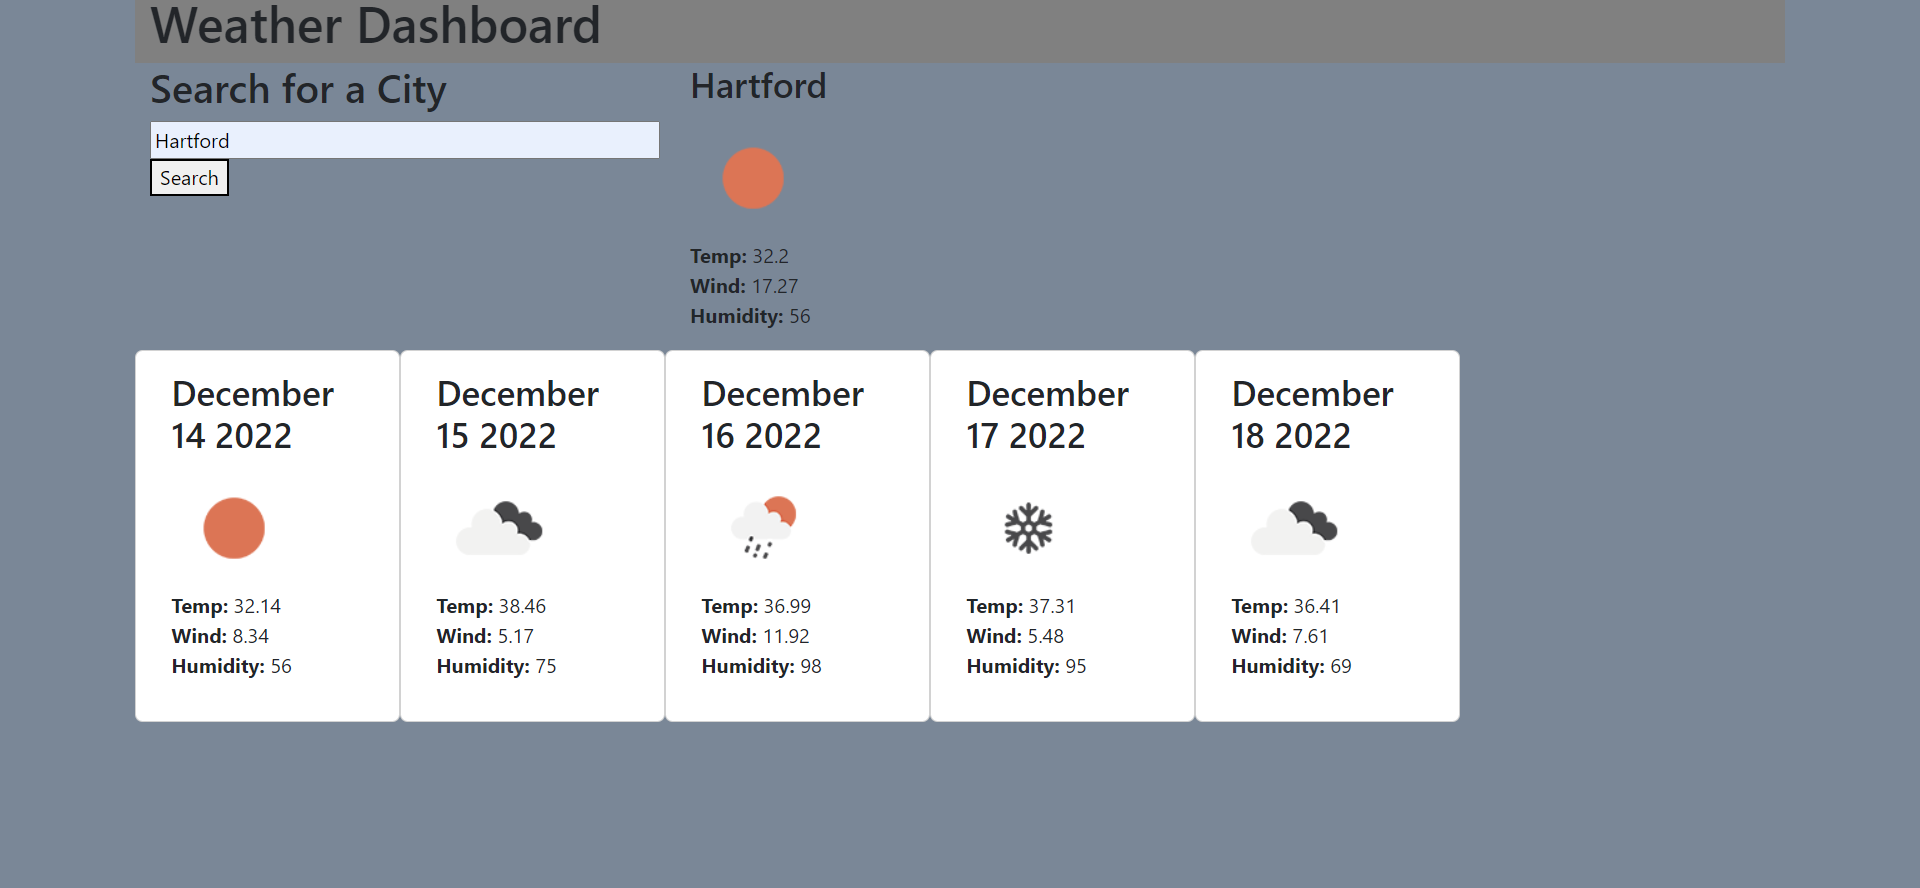 Weather Dashboard
Search for a City
Hartford
Search
Hartford
Temp: 32.2
Wind: 17.27
Humidity: 56
December
14 2022
Temp: 32.14
Wind: 8.34
Humidity: 56
December
15 2022
Temp: 38.46
Wind: 5.17
Humidity: 75
December
16 2022
Temp: 36.99
Wind: 11.92
Humidity: 98
December
17 2022
Temp: 37.31
Wind: 5.48
Humidity: 95
December
18 2022
Temp: 36.41
Wind: 7.61
Humidity: 69